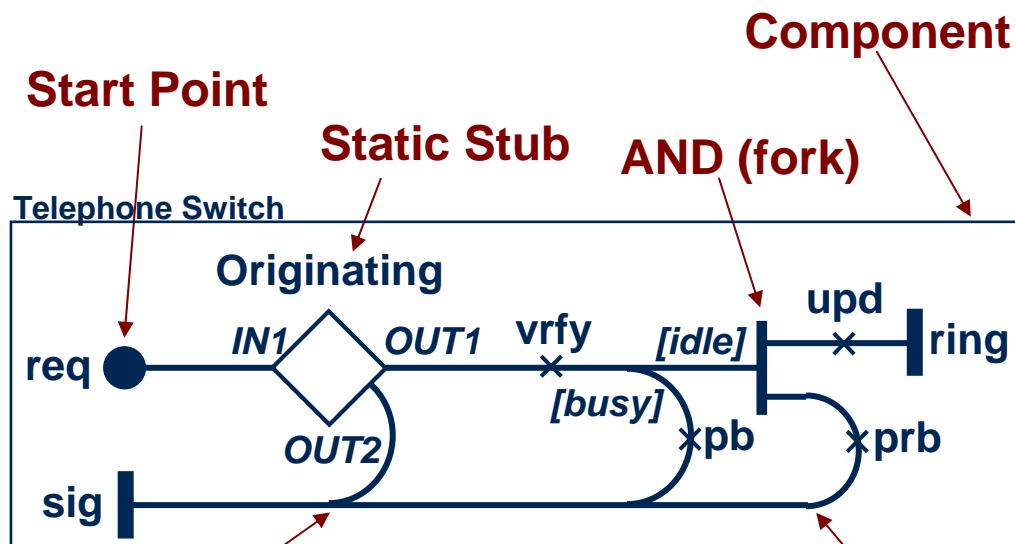 Component
Start Point
Static Stub
AND (fork)
Telephone Switch
Originating
upd
IN1
OUT1
vrfy
[idle]
ring
req
[busy]
OUT2
pb
prb
sig